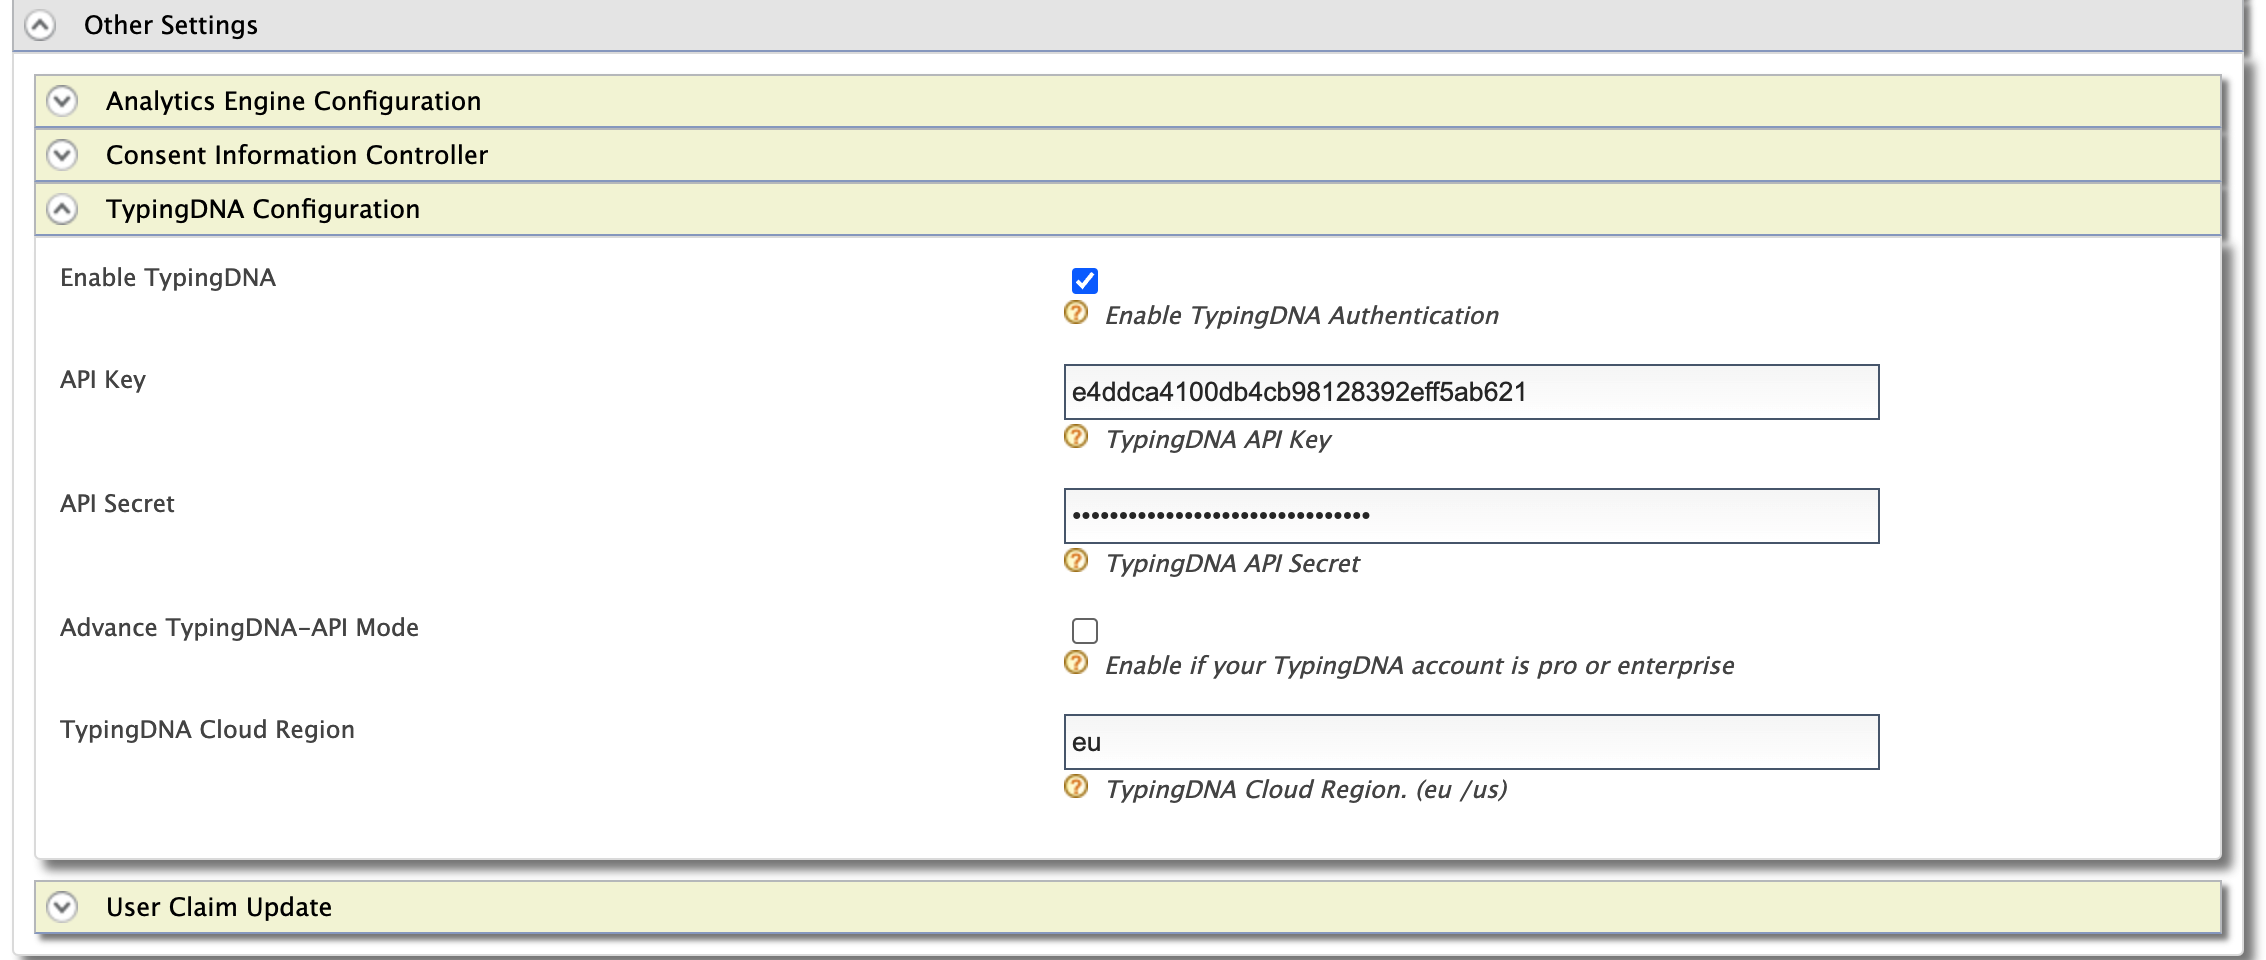 Other Settings
Analytics Engine Configuration
Consent Information Controller
TypingDNA Configuration
Enable TypingDNA
Enable TypingDNA Authentication
API Key
e4ddca4100db4cb98128392eff5ab621
TypingDNA API Key
API Secret
••••••••••••••••••••••••••••••••
TypingDNA API Secret
Advance TypingDNA-API Mode
Enable if your TypingDNA account is pro or enterprise
TypingDNA Cloud Region
eu
TypingDNA Cloud Region. (eu /us)
User Claim Update